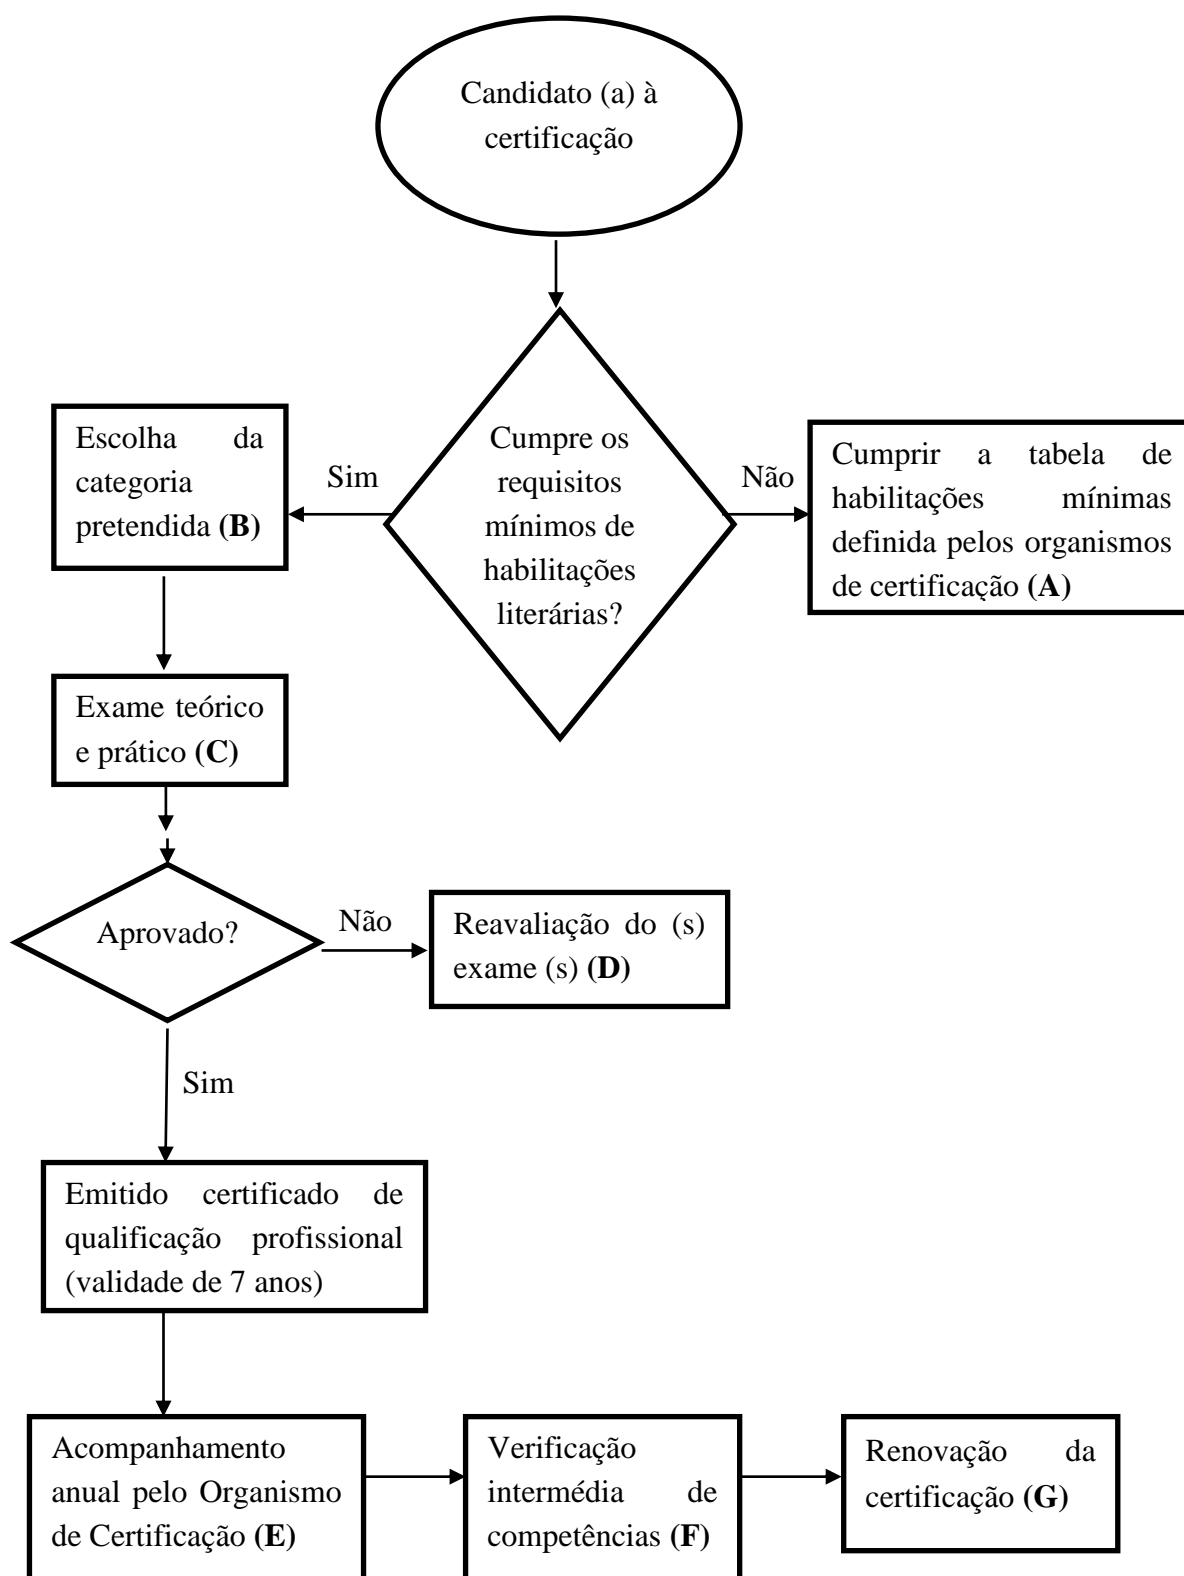 Candidato (a) à
certificação
Cumpre os
requisitos
mínimos de
habilitações
literárias?
Sim
Não
Escolha da
categoria
pretendida (B)
Cumprir a tabela de
habilitações mínimas
definida pelos organismos
de certificação (A)
Exame teórico
e prático (C)
Aprovado?
Não
Reavaliação do (s)
exame (s) (D)
Sim
Emitido certificado de
qualificação profissional
(validade de 7 anos)
Acompanhamento
anual pelo Organismo
de Certificação (E)
Verificação
intermédia de
competências (F)
Renovação da
certificação (G)